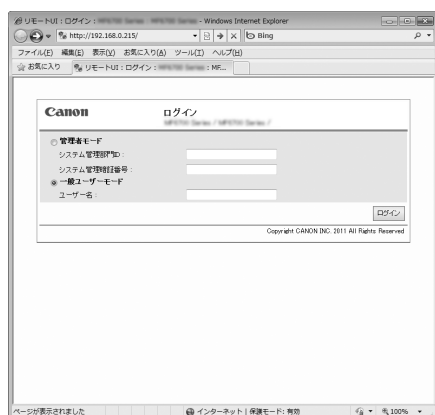 リモートUI：ログイン： - Windows Internet Explorer
http://192.168.0.215/
Bing
ファイル(F) 編集(E) 表示(V) お気に入り(A) ツール(T) ヘルプ(H)
お気に入り リモートUI：ログイン： : MF...
Canon
ログイン
管理者モード
システム管理部門ID：
システム管理暗証番号：
一般ユーザーモード
ユーザー名：
ログイン
Copyright CANON INC. 2011 All Rights Reserved
ページが表示されました インターネット | 保護モード: 有効 100%